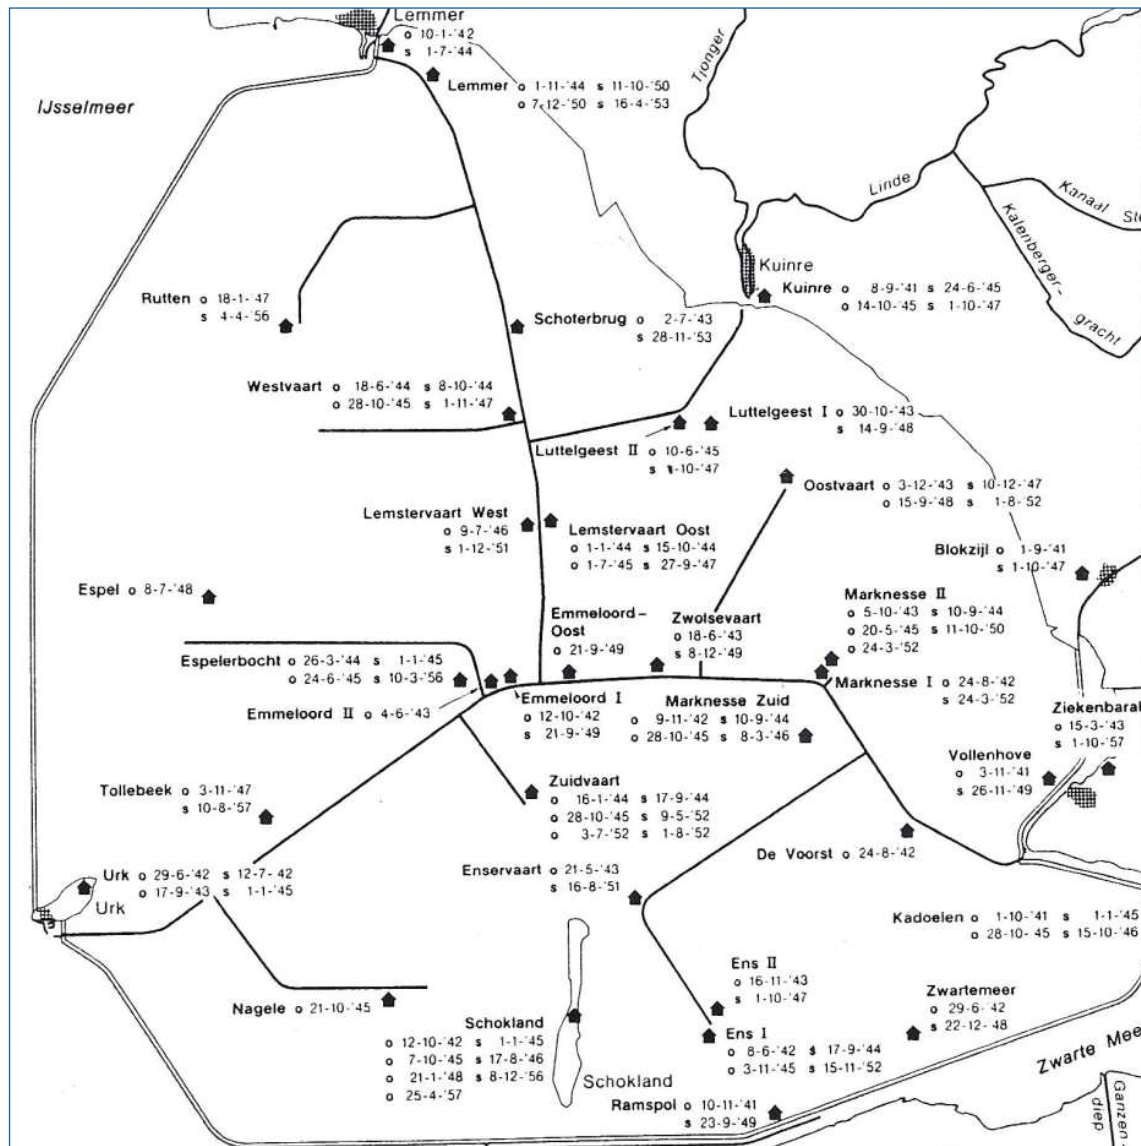 Lemmer
o 10-1-'42
s 1-7-'44
Lemmer o 1-11-'44 s 11-10-'50
o 7-12-'50 s 16-4-'53
Tjonger
IJsselmeer
Linde
Kanaal Ste
Kalenberger-
gracht
Kuinre
Kuinre o 8-9-'41 s 24-6-'45
o 14-10-'45 s 1-10-'47
Rutten o 18-1-'47
s 4-4-'56
Schoterbrug o 2-7-'43
s 28-11-'53
Westvaart o 18-6-'44 s 8-10-'44
o 28-10-'45 s 1-11-'47
Luttelgeest I o 30-10-'43
s 14-9-'48
Luttelgeest II o 10-6-'45
s 1-10-'47
Oostvaart o 3-12-'43 s 10-12-'47
o 15-9-'48 s 1-8-'52
Lemstervaart West
o 9-7-'46
s 1-12-'51
Lemstervaart Oost
o 1-1-'44 s 15-10-'44
o 1-7-'45 s 27-9-'47
Blokzijl o 1-9-'41
s 1-10-'47
Espel o 8-7-'48
Marknesse II
o 5-10-'43 s 10-9-'44
o 20-5-'45 s 11-10-'50
o 24-3-'52
Emmeloord-
Oost
o 21-9-'49
Zwolsevaart
o 18-6-'43
s 8-12-'49
Espelerbocht o 26-3-'44 s 1-1-'45
o 24-6-'45 s 10-3-'56
Emmeloord II o 4-6-'43
Emmeloord I
o 12-10-'42
s 21-9-'49
Marknesse Zuid
o 9-11-'42 s 10-9-'44
o 28-10-'45 s 8-3-'46
Marknesse I o 24-8-'42
s 24-3-'52
Ziekenbarak
o 15-3-'43
s 1-10-'57
Vollenhove
o 3-11-'41
s 26-11-'49
Tollebeek o 3-11-'47
s 10-8-'57
Zuidvaart
o 16-1-'44 s 17-9-'44
o 28-10-'45 s 9-5-'52
o 3-7-'52 s 1-8-'52
De Voorst o 24-8-'42
Enservaart o 21-5-'43
s 16-8-'51
Urk o 29-6-'42 s 12-7-'42
o 17-9-'43 s 1-1-'45
Urk
Kadoelen o 1-10-'41 s 1-1-'45
o 28-10-'45 s 15-10-'46
Ens II
o 16-11-'43
s 1-10-'47
Zwartemeer
o 29-6-'42
s 22-12-'48
Nagele o 21-10-'45
Schokland
o 12-10-'42 s 1-1-'45
o 7-10-'45 s 17-8-'46
o 21-1-'48 s 8-12-'56
o 25-4-'57
Ens I
o 8-6-'42 s 17-9-'44
o 3-11-'45 s 15-11-'52
Zwarte Mee
Schokland
Ramspol o 10-11-'41
s 23-9-'49
Ganzen
diep